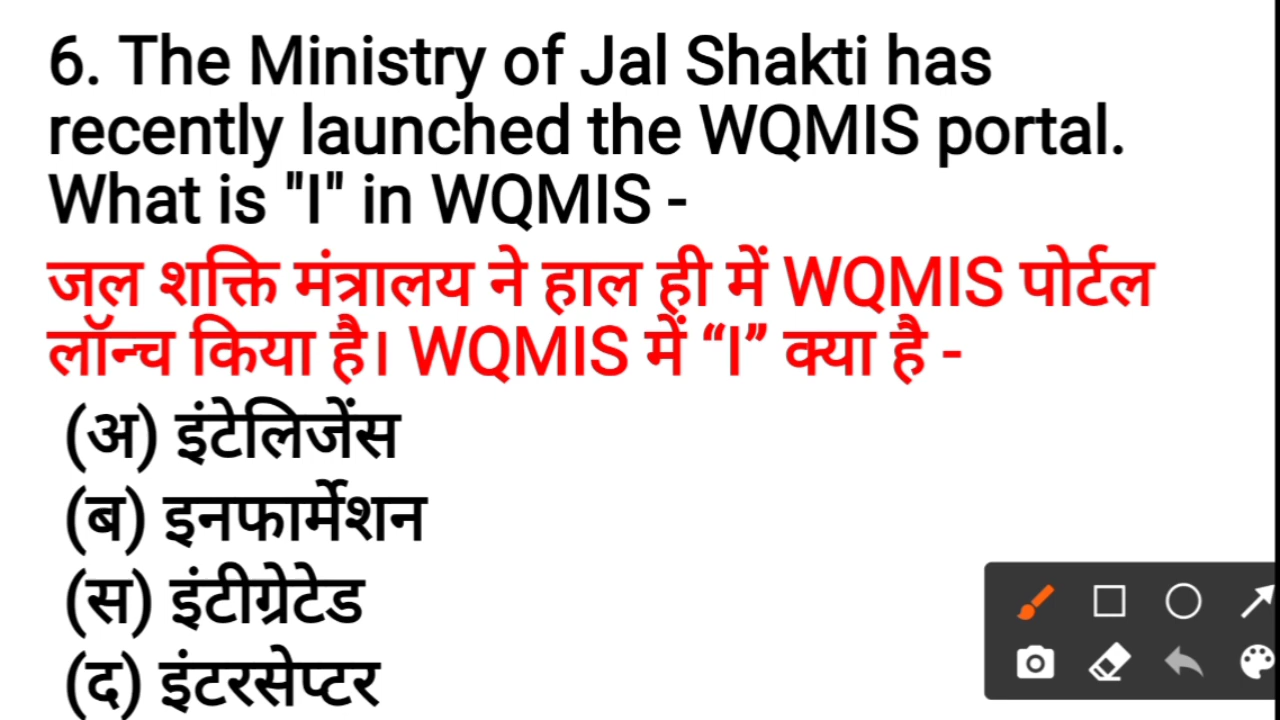 6. The Ministry of Jal Shakti has
recently launched the WQMIS portal.
What is "I" in WQMIS -
जल शक्ति मंत्रालय ने हाल ही में WQMIS पोर्टल
लॉन्च किया है। WQMIS में “I” क्या है -
(अ) इंटेलिजेंस
(ब) इनफार्मेशन
(स) इंटीग्रेटेड
(द) इंटरसेप्टर